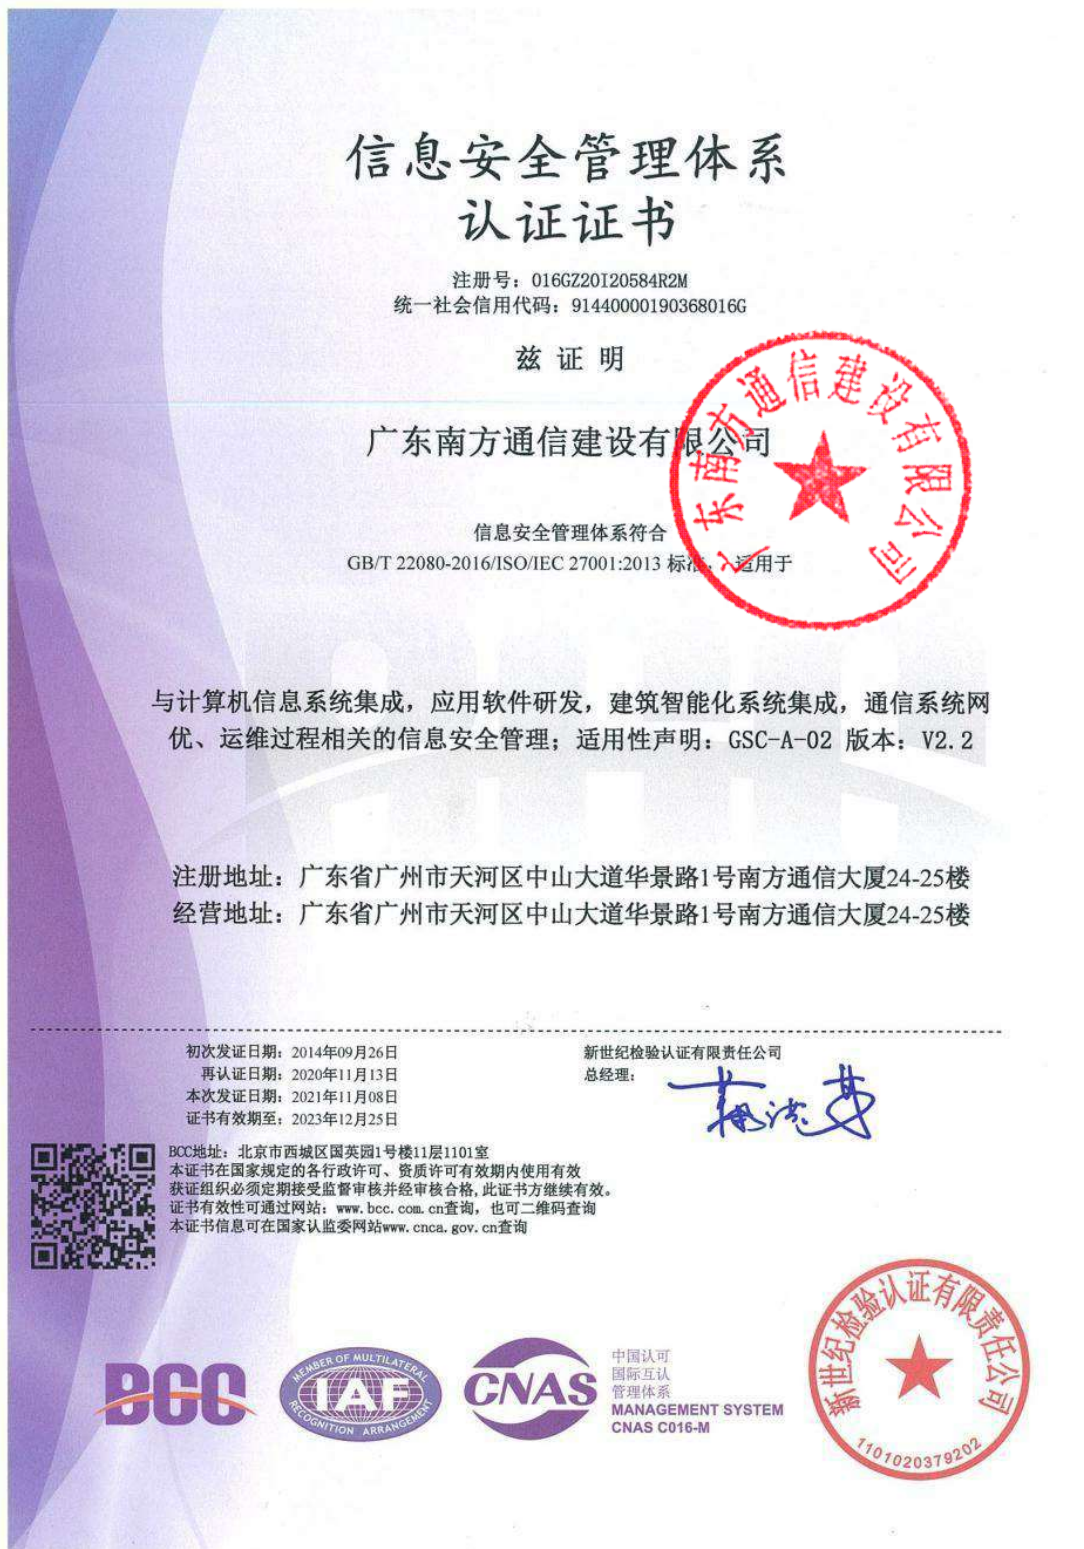 信息安全管理体系
认证证书
注册号：016GZ20I20584R2M
统一社会信用代码：91440000190368016G
兹 证 明
广东南方通信建设有限公司
广东南方通信建设有限公司
信息安全管理体系符合
GB/T 22080-2016/ISO/IEC 27001:2013 标准，适用于
与计算机信息系统集成，应用软件研发，建筑智能化系统集成，通信系统网
优、运维过程相关的信息安全管理；适用性声明：GSC-A-02 版本：V2.2
注册地址：广东省广州市天河区中山大道华景路1号南方通信大厦24-25楼
经营地址：广东省广州市天河区中山大道华景路1号南方通信大厦24-25楼
初次发证日期：2014年09月26日
再认证日期：2020年11月13日
本次发证日期：2021年11月08日
证书有效期至：2023年12月25日
新世纪检验认证有限责任公司
总经理：
BCC地址：北京市西城区国英园1号楼11层1101室
本证书在国家规定的各行政许可、资质许可有效期内使用有效
获证组织必须定期接受监督审核并经审核合格,此证书方继续有效。
证书有效性可通过网站：www.bcc.com.cn查询，也可二维码查询
本证书信息可在国家认监委网站www.cnca.gov.cn查询
BCC
MEMBER OF MULTILATERAL
IAF
RECOGNITION ARRANGEMENT
CNAS
中国认可
国际互认
管理体系
MANAGEMENT SYSTEM
CNAS C016-M
新世纪检验认证有限责任公司
1101020379202